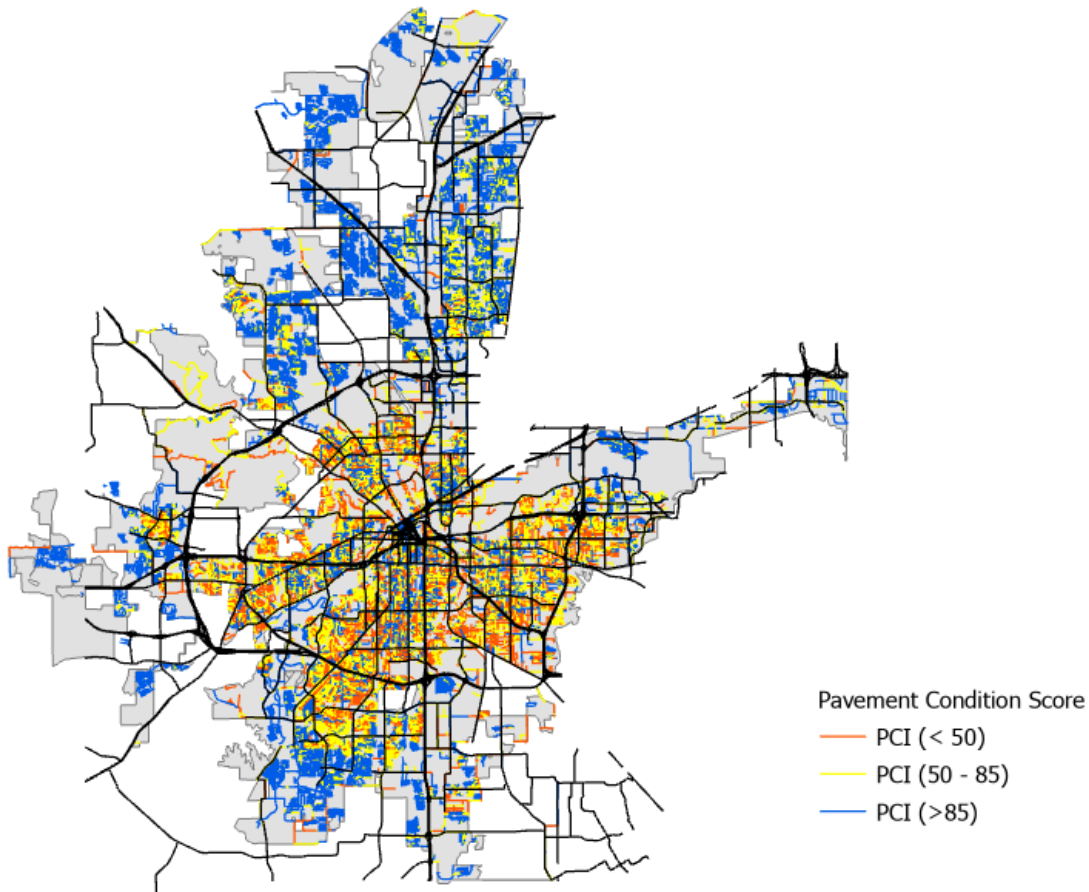 Pavement Condition Score
PCI (< 50)
PCI (50 - 85)
PCI (>85)